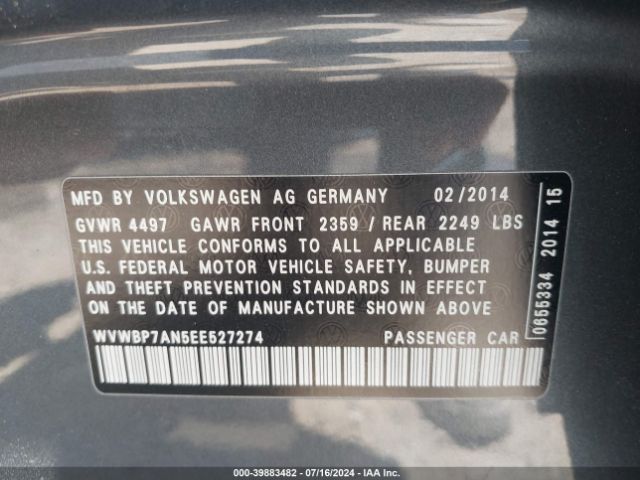 MFD BY VOLKSWAGEN AG GERMANY 02/2014
GVWR 4497 GAWR FRONT 2359 / REAR 2249 LBS
THIS VEHICLE CONFORMS TO ALL APPLICABLE
U.S. FEDERAL MOTOR VEHICLE SAFETY, BUMPER
AND THEFT PREVENTION STANDARDS IN EFFECT
ON THE DATE OF MANUFACTURE SHOWN ABOVE
WVWBP7AN5EE527274 PASSENGER CAR
0655334 2014 15
000-39883482 - 07/16/2024 - IAA Inc.